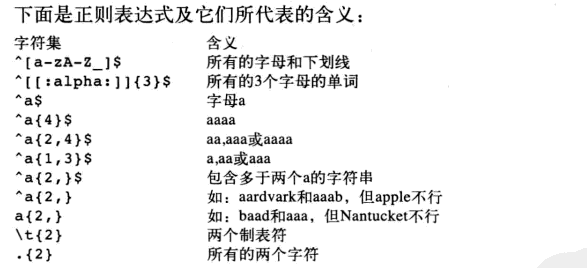 下面是正则表达式及它们所代表的含义：
字符集 含义
^[a-zA-Z_]$ 所有的字母和下划线
^[[:alpha:]]{3}$ 所有的3个字母的单词
^a$ 字母a
^a{4}$ aaaa
^a{2,4}$ aa,aaa或aaaa
^a{1,3}$ a,aa或aaa
^a{2,}$ 包含多于两个a的字符串
^a{2,} 如：aardvark和aaab，但apple不行
a{2,} 如：baad和aaa，但Nantucket不行
\t{2} 两个制表符
.{2} 所有的两个字符